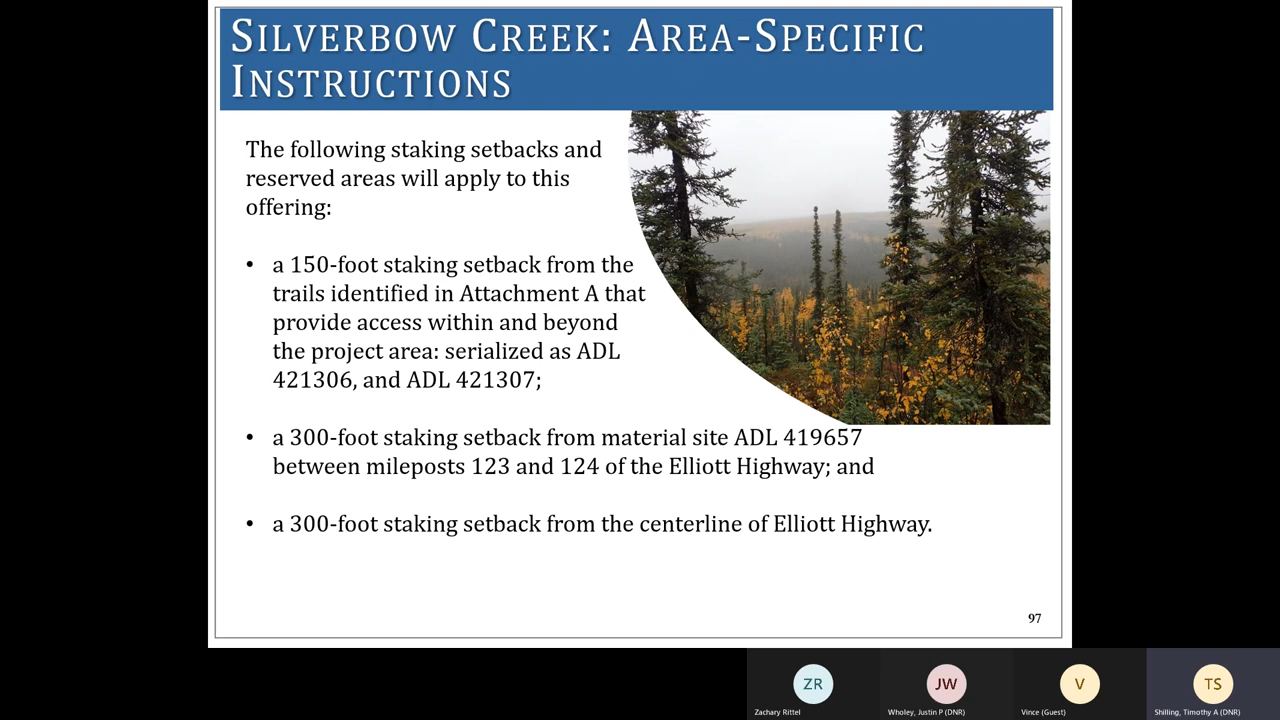 SILVERBOW CREEK: AREA-SPECIFIC
INSTRUCTIONS
The following staking setbacks and
reserved areas will apply to this
offering:
• a 150-foot staking setback from the
trails identified in Attachment A that
provide access within and beyond
the project area: serialized as ADL
421306, and ADL 421307;
• a 300-foot staking setback from material site ADL 419657
between mileposts 123 and 124 of the Elliott Highway; and
• a 300-foot staking setback from the centerline of Elliott Highway.
97
ZR
JW
V
TS
Zachary Rittel
Wholey, Justin P (DNR)
Vince (Guest)
Shilling, Timothy A (DNR)